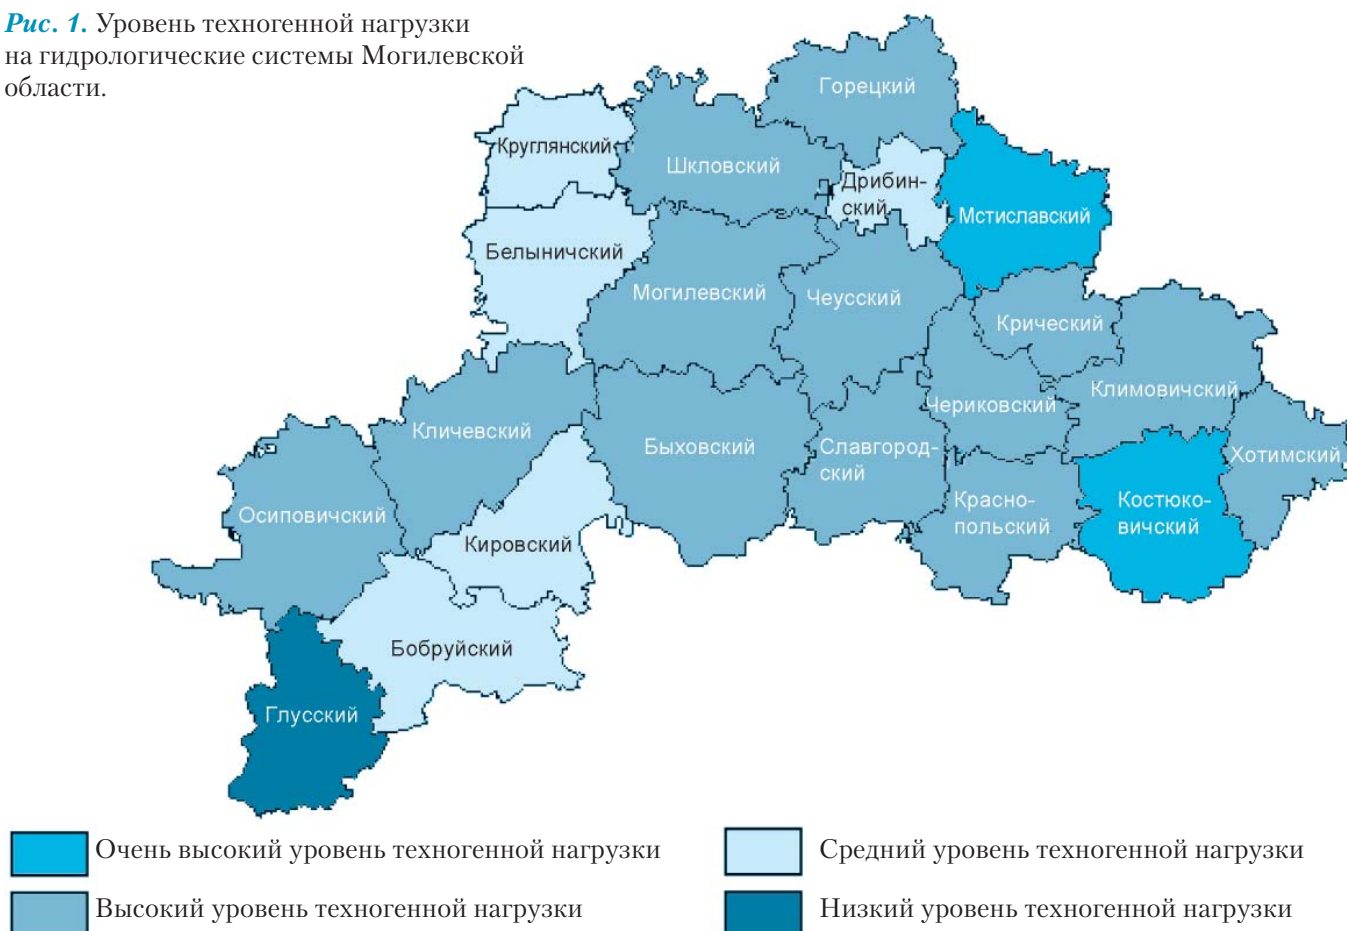 Рис. 1. Уровень техногенной нагрузки
на гидрологические системы Могилевской
области.
Горецкий
Круглянский
Шкловский
Дрибин-
ский
Мстиславский
Белыничский
Могилевский
Чеусский
Крический
Климовичский
Кличевский
Быховский
Славгород-
ский
Чериковский
Хотимский
Осиповичский
Кировский
Красно-
польский
Костюко-
вичский
Бобруйский
Глусский
Очень высокий уровень техногенной нагрузки
Средний уровень техногенной нагрузки
Высокий уровень техногенной нагрузки
Низкий уровень техногенной нагрузки